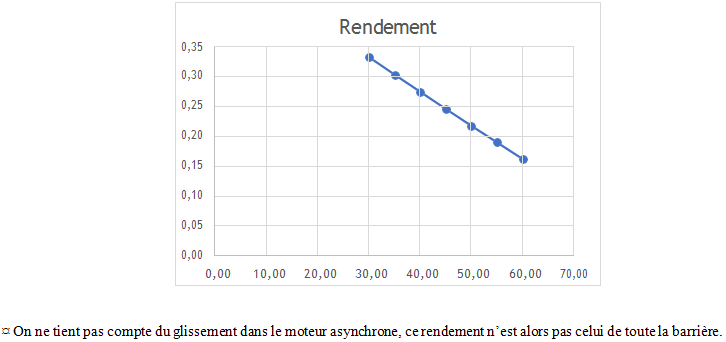 Rendement
0,35
0,30
0,25
0,20
0,15
0,10
0,05
0,00
0,00 10,00 20,00 30,00 40,00 50,00 60,00 70,00
¤ On ne tient pas compte du glissement dans le moteur asynchrone, ce rendement n’est alors pas celui de toute la barrière.